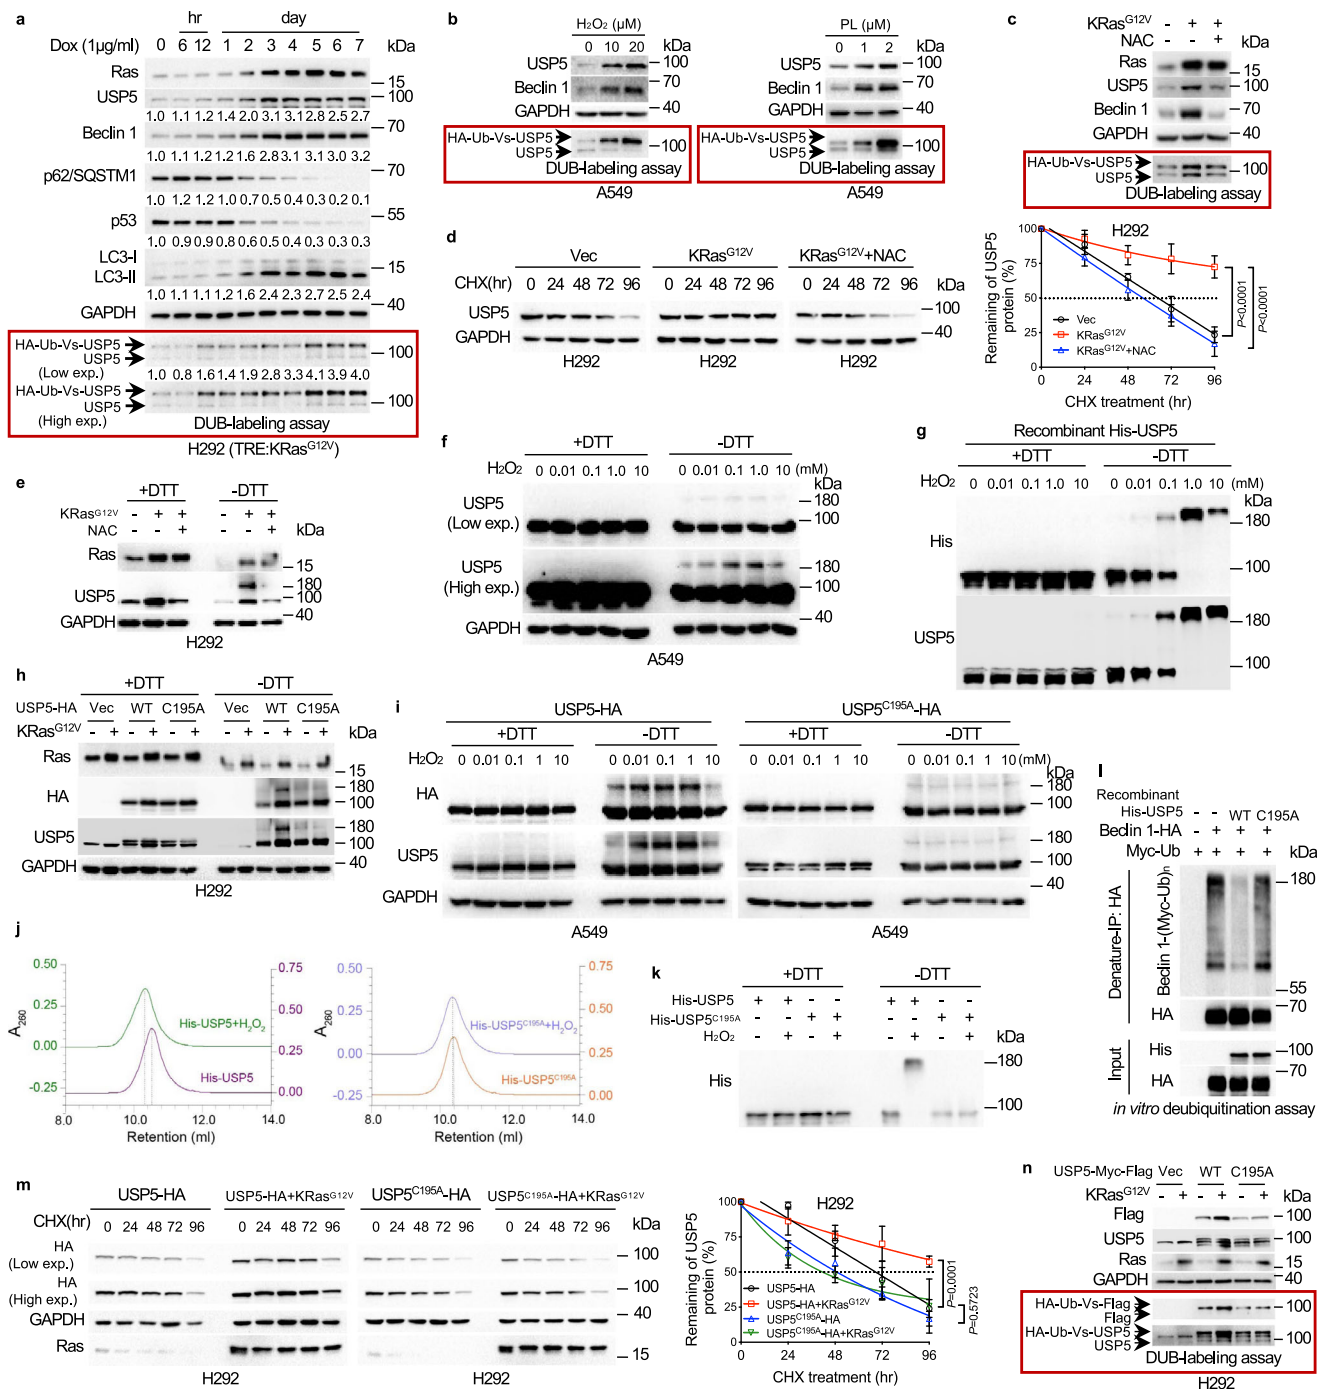 a
hr day
Dox (1µg/ml) 0 6 12 1 2 3 4 5 6 7 kDa
Ras 15
USP5 100
1.0 1.1 1.2 1.4 2.0 3.1 3.1 2.8 2.5 2.7
Beclin 1 70
1.0 1.1 1.2 1.2 1.6 2.8 3.1 3.1 3.0 3.2
p62/SQSTM1 70
1.0 1.2 1.2 1.0 0.7 0.5 0.4 0.3 0.2 0.1
p53 55
1.0 0.9 0.9 0.8 0.6 0.4 0.3 0.3 0.3 0.3
LC3-I
LC3-II 15
1.0 1.1 1.1 1.2 1.6 2.4 2.3 2.7 2.5 2.4
GAPDH 40
HA-Ub-Vs-USP5
USP5 100
(Low exp.) 1.0 0.8 1.6 1.4 1.9 2.8 3.3 4.1 3.9 4.0
HA-Ub-Vs-USP5
USP5 100
(High exp.) DUB-labeling assay
H292 (TRE:KRasG12V)
b
H2O2 (µM)
0 10 20 kDa
USP5 100
Beclin 1 70
GAPDH 40
HA-Ub-Vs-USP5
USP5 100
DUB-labeling assay
A549
PL (µM)
0 1 2 kDa
USP5 100
Beclin 1 70
GAPDH 40
HA-Ub-Vs-USP5
USP5 100
DUB-labeling assay
A549
c
KRasG12V - + +
NAC - - + kDa
Ras 15
USP5 100
Beclin 1 70
GAPDH 40
HA-Ub-Vs-USP5
USP5 100
DUB-labeling assay
H292
d
Vec KRasG12V KRasG12V+NAC
CHX(hr) 0 24 48 72 96 0 24 48 72 96 0 24 48 72 96 kDa
USP5 100
GAPDH 40
H292 H292 H292
Remaining of USP5 protein (%)
100
75
50
25
0
Vec
KRasG12V
KRasG12V+NAC
P<0.0001
P<0.0001
0 24 48 72 96
CHX treatment (hr)
e
+DTT -DTT
KRasG12V - + + - + +
NAC - - + - - + kDa
Ras 15
180
USP5 100
GAPDH 40
H292
f
+DTT -DTT
H2O2 0 0.01 0.1 1.0 10 0 0.01 0.1 1.0 10 (mM)
kDa
USP5 180
(Low exp.) 100
USP5 180
(High exp.) 100
GAPDH 40
A549
g
Recombinant His-USP5
+DTT -DTT
H2O2 0 0.01 0.1 1.0 10 0 0.01 0.1 1.0 10 (mM)
kDa
180
His
100
180
USP5
100
h
+DTT -DTT
USP5-HA Vec WT C195A Vec WT C195A
KRasG12V - + - + - + - + - + - + kDa
Ras 15
180
HA 100
180
USP5 100
GAPDH 40
H292
i
USP5-HA USP5C195A-HA
+DTT -DTT +DTT -DTT
H2O2 0 0.01 0.1 1 10 0 0.01 0.1 1 10 0 0.01 0.1 1 10 0 0.01 0.1 1 10 (mM)
kDa
180
HA 100
180
USP5 100
40
GAPDH
A549 A549
j
0.50 0.75
0.25 0.50
0.00 0.25
-0.25 0.00
A260
His-USP5+H2O2
His-USP5
8.0 10.0 12.0 14.0
Retention (ml)
0.50 0.75
0.25 0.50
0.00 0.25
-0.25 0.00
A260
His-USP5C195A+H2O2
His-USP5C195A
8.0 10.0 12.0 14.0
Retention (ml)
k
+DTT -DTT
His-USP5 + + - - + + - -
His-USP5C195A - - + + - - + +
H2O2 - + - + - + - + kDa
180
His
100
l
Recombinant
His-USP5 - - WT C195A
Beclin 1-HA - + + +
Myc-Ub - + + + kDa
Denature-IP: HA
Beclin 1-(Myc-Ub)n
180
55
70
HA
Input
His 100
70
HA
in vitro deubiquitination assay
m
USP5-HA USP5-HA+KRasG12V USP5C195A-HA USP5C195A-HA+KRasG12V
CHX(hr) 0 24 48 72 96 0 24 48 72 96 0 24 48 72 96 0 24 48 72 96 kDa
HA
(Low exp.) 100
HA
(High exp.) 100
GAPDH 40
Ras 15
H292 H292
Remaining of USP5 protein (%)
H292
100
75
50
25
0
USP5-HA
USP5-HA+KRasG12V
USP5C195A-HA
USP5C195A-HA+KRasG12V
P=0.0001
P=0.5723
0 24 48 72 96
CHX treatment (hr)
n
USP5-Myc-Flag Vec WT C195A
KRasG12V - + - + - + kDa
Flag 100
USP5 100
Ras 15
GAPDH 40
HA-Ub-Vs-Flag
Flag 100
HA-Ub-Vs-USP5
USP5 100
DUB-labeling assay
H292